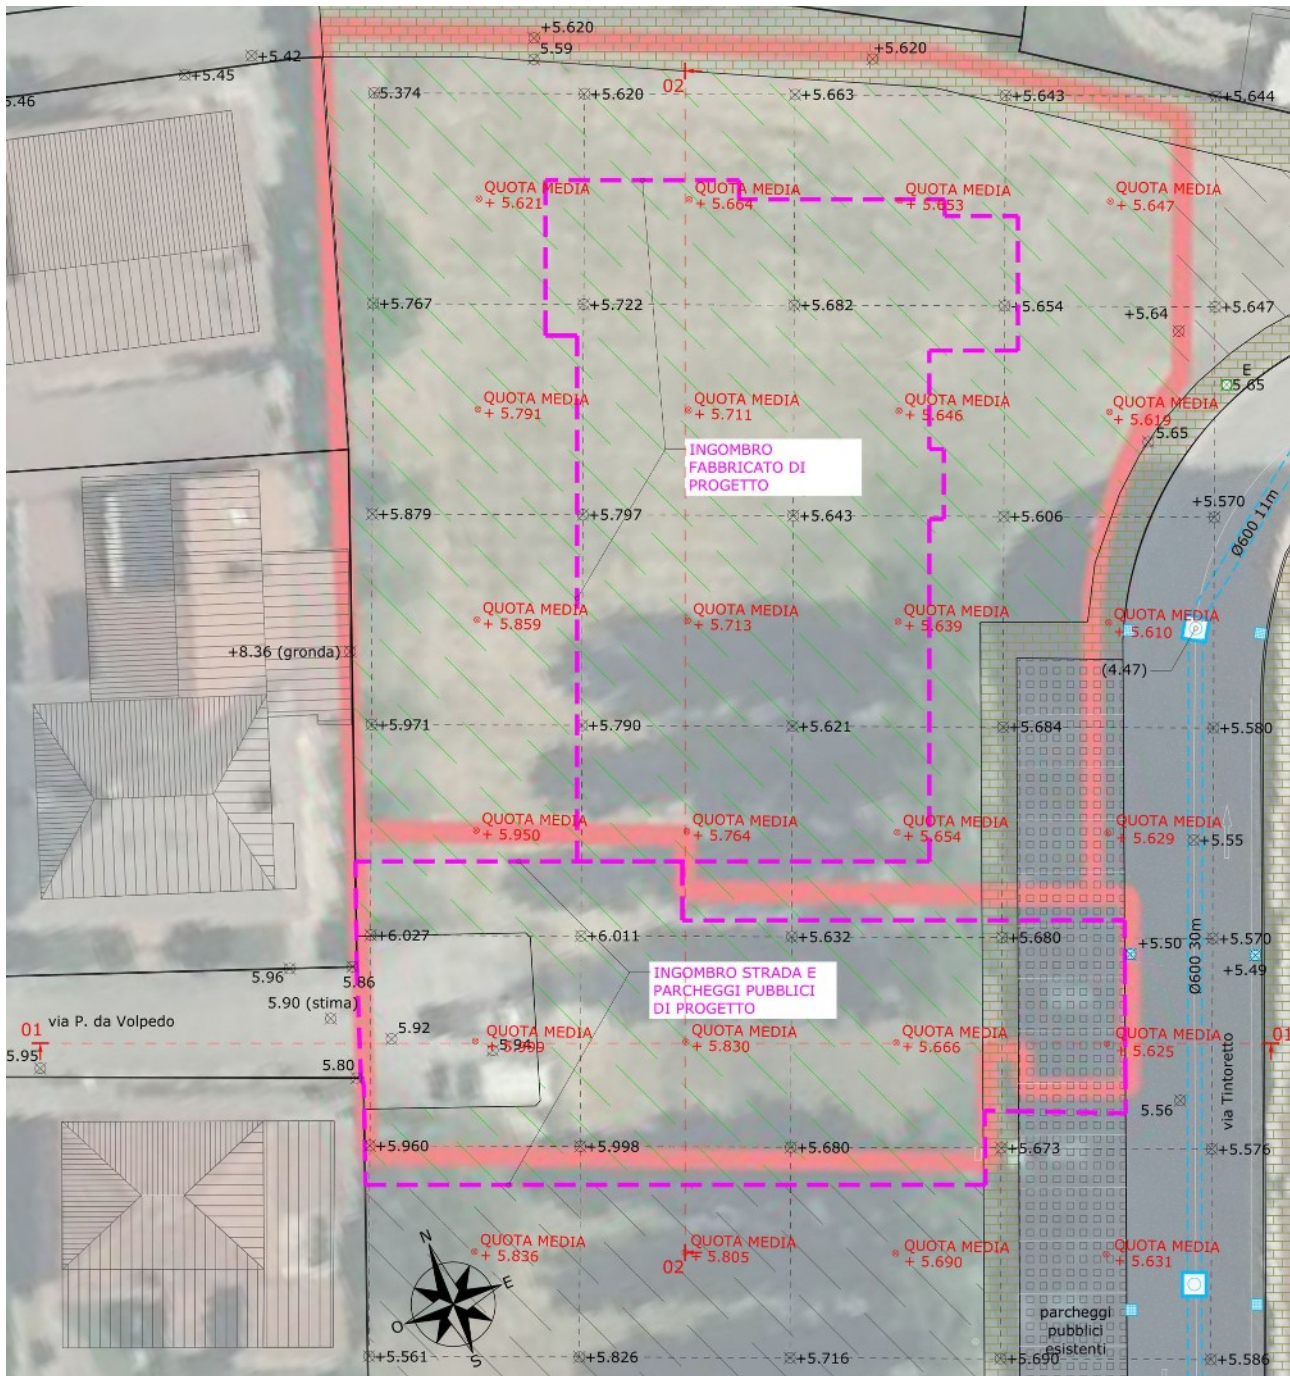 +5.620
5.59
+5.620
+5.42
+5.45
5.46
02
5.374
+5.620
+5.663
+5.643
+5.644
QUOTA MEDIA
+ 5.621
QUOTA MEDIA
+ 5.664
QUOTA MEDIA
+ 5.653
QUOTA MEDIA
+ 5.647
+5.767
+5.722
+5.682
+5.654
+5.647
+5.64
E
5.65
QUOTA MEDIA
+ 5.791
QUOTA MEDIA
+ 5.711
QUOTA MEDIA
+ 5.646
QUOTA MEDIA
+ 5.619
5.65
INGOMBRO
FABBRICATO DI
PROGETTO
+5.879
+5.797
+5.643
+5.606
+5.570
Ø600 11m
QUOTA MEDIA
+ 5.859
QUOTA MEDIA
+ 5.713
QUOTA MEDIA
+ 5.639
QUOTA MEDIA
+ 5.610
+8.36 (gronda)
(4.47)
+5.971
+5.790
+5.621
+5.684
+5.580
QUOTA MEDIA
+ 5.950
QUOTA MEDIA
+ 5.764
QUOTA MEDIA
+ 5.654
QUOTA MEDIA
+ 5.629
+5.55
+6.027
+6.011
+5.632
+5.680
+5.570
+5.50
+5.49
Ø600 30m
5.96
5.86
5.90 (stima)
INGOMBRO STRADA E
PARCHEGGI PUBBLICI
DI PROGETTO
01
via P. da Volpedo
5.92
5.94
QUOTA MEDIA
QUOTA MEDIA
+ 5.830
QUOTA MEDIA
+ 5.666
QUOTA MEDIA
+ 5.625
01
5.95
5.80
via Tintoretto
5.56
+5.960
+5.998
+5.680
+5.673
+5.576
QUOTA MEDIA
+ 5.836
QUOTA MEDIA
+ 5.805
02
QUOTA MEDIA
+ 5.690
QUOTA MEDIA
+ 5.631
N
E
O
S
parcheggi
pubblici
esistenti
+5.561
+5.826
+5.716
+5.690
+5.586